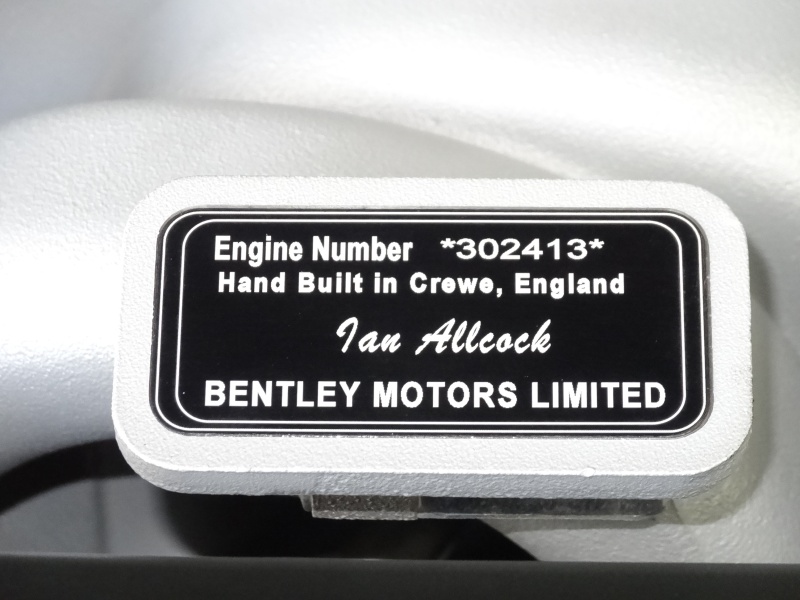 Engine Number *302413*
Hand Built in Crewe, England
Ian Allcock
BENTLEY MOTORS LIMITED